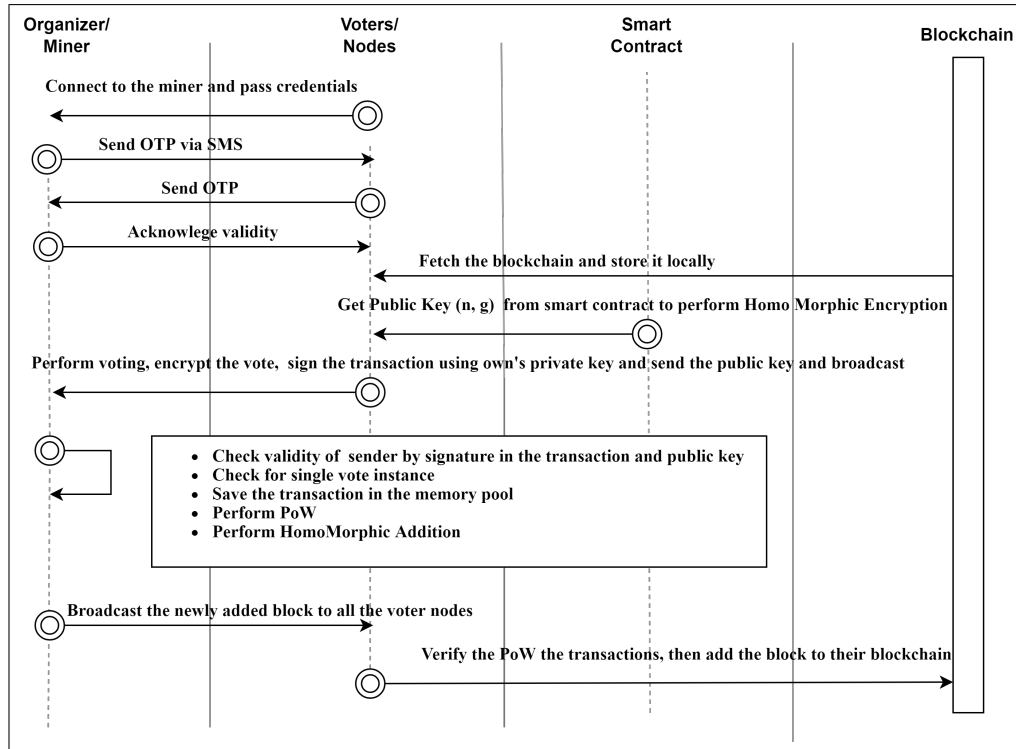 Organizer/
Miner
Voters/
Nodes
Smart
Contract
Blockchain
Connect to the miner and pass credentials
Send OTP via SMS
Send OTP
Acknowlege validity
Fetch the blockchain and store it locally
Get Public Key (n, g) from smart contract to perform Homo Morphic Encryption
Perform voting, encrypt the vote, sign the transaction using own's private key and send the public key and broadcast
• Check validity of sender by signature in the transaction and public key
• Check for single vote instance
• Save the transaction in the memory pool
• Perform PoW
• Perform HomoMorphic Addition
Broadcast the newly added block to all the voter nodes
Verify the PoW the transactions, then add the block to their blockchain